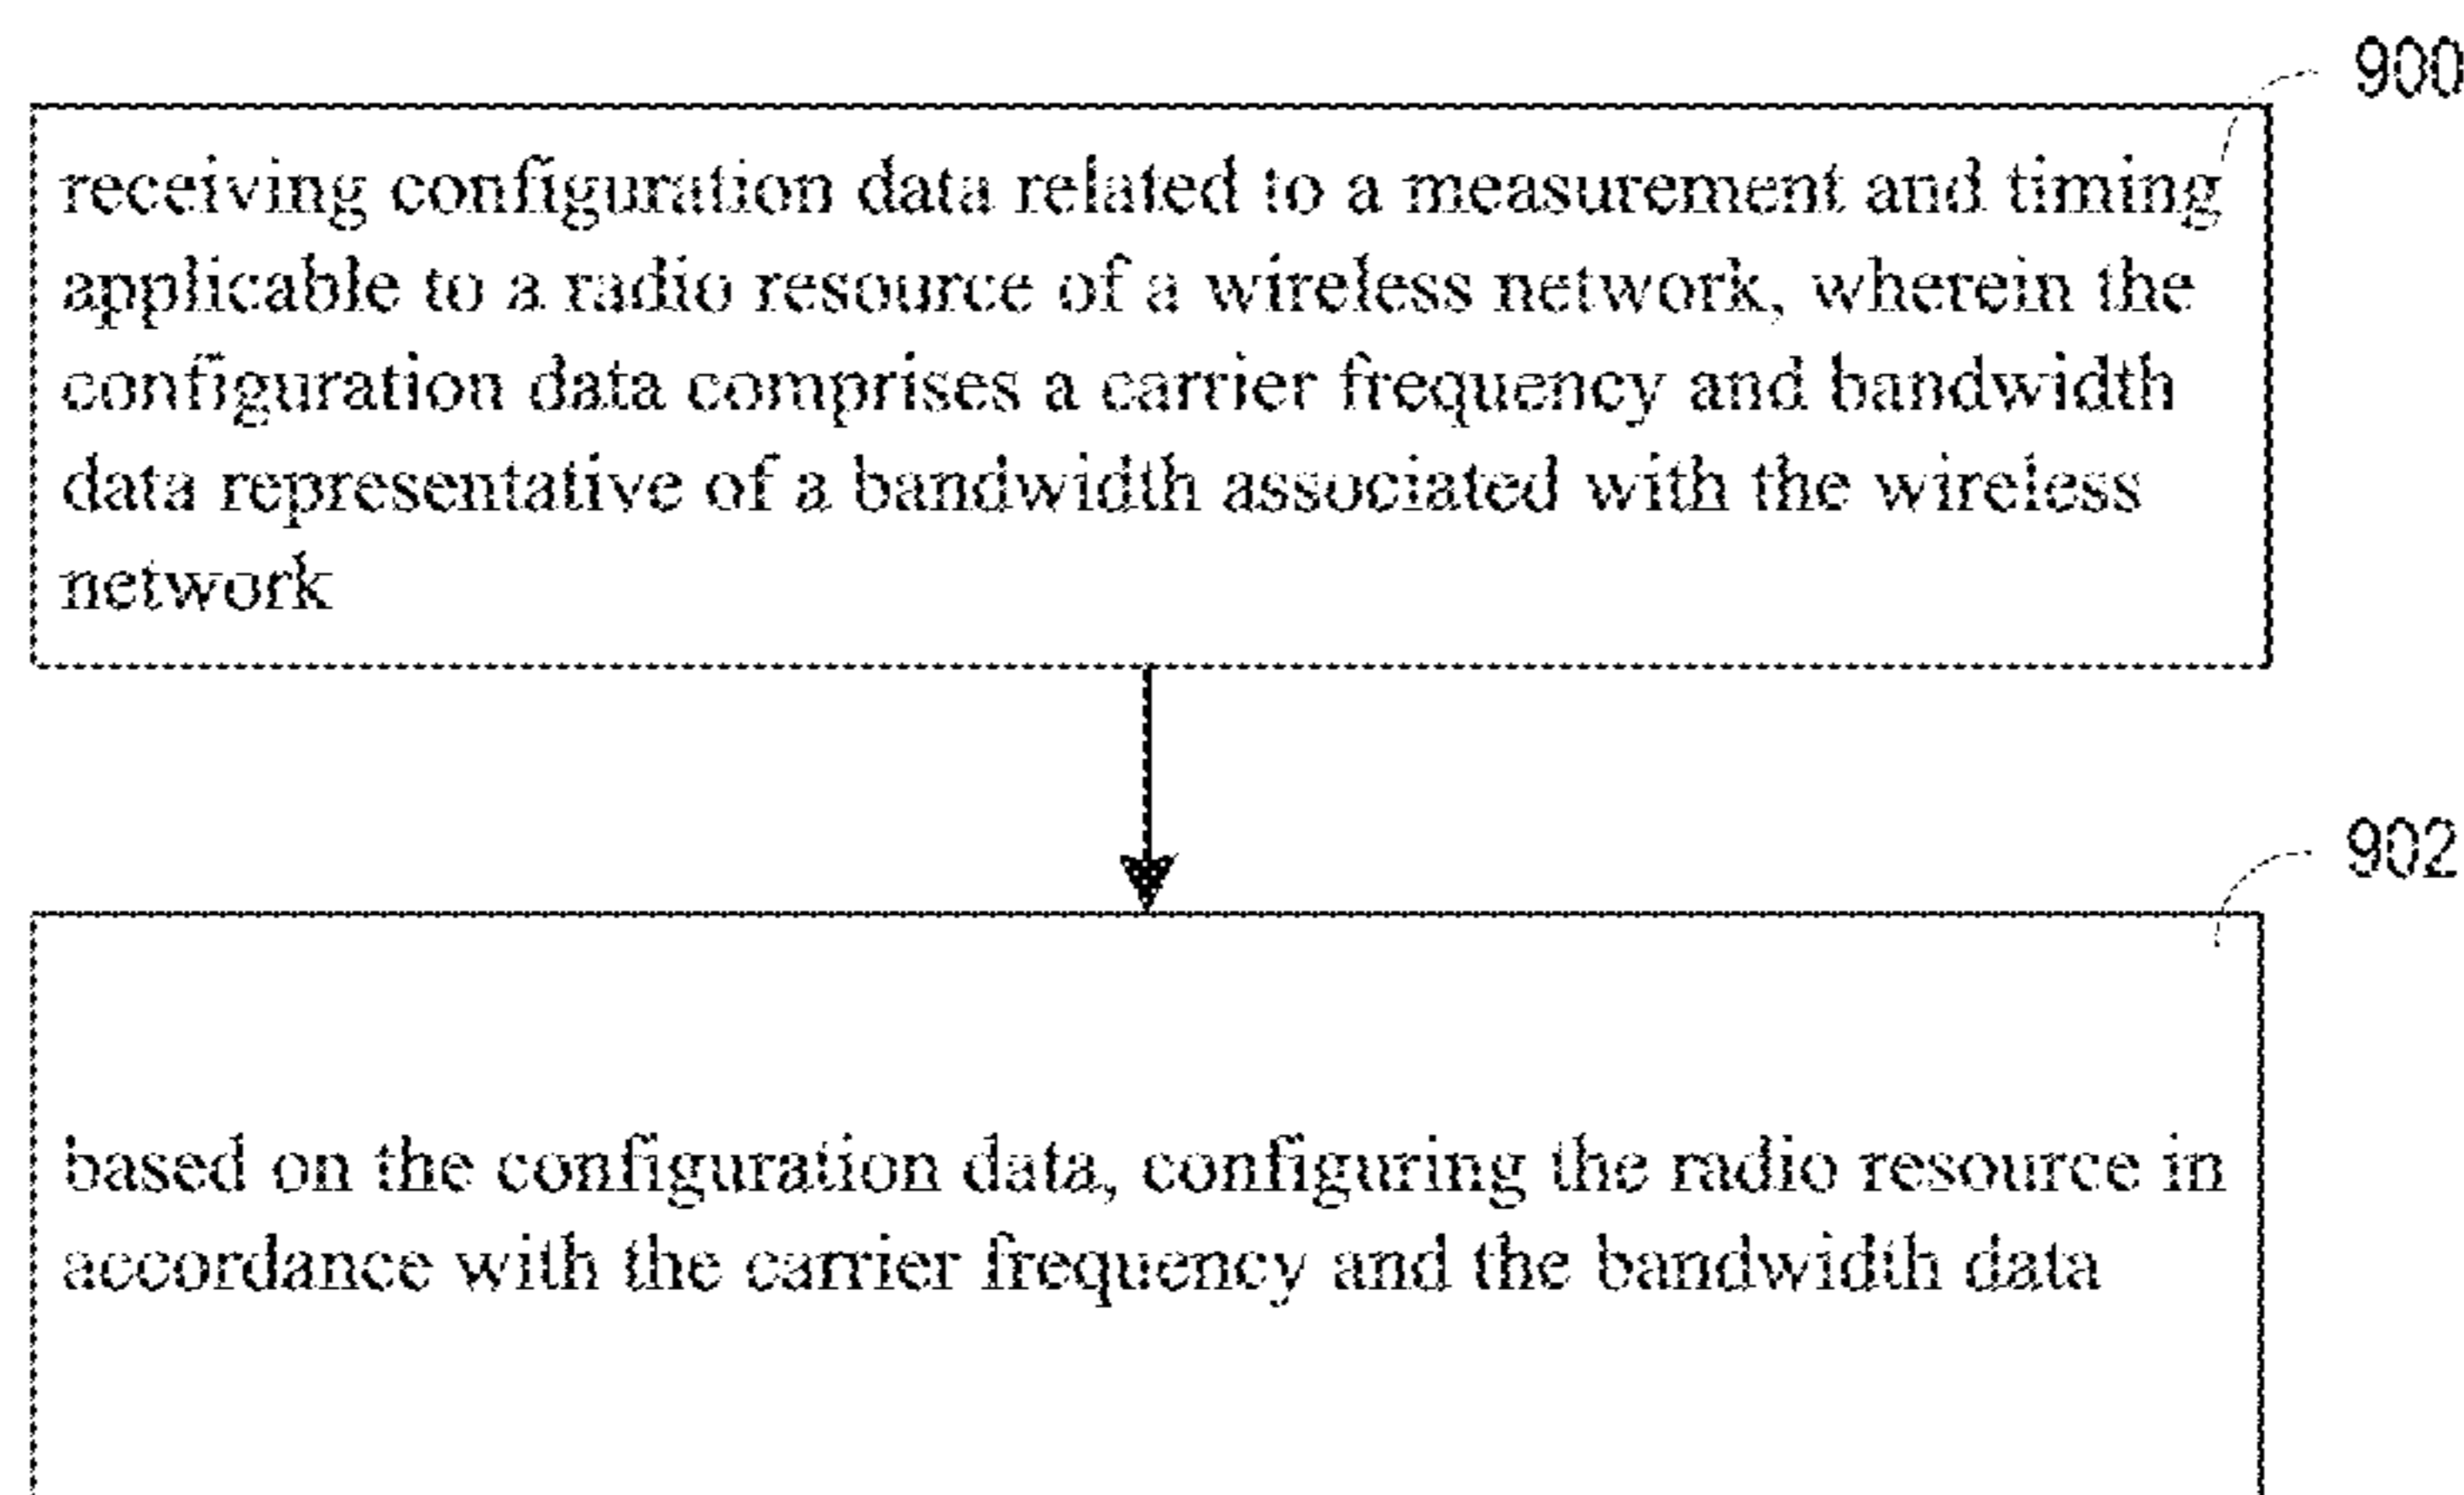 900
receiving configuration data related to a measurement and timing
applicable to a radio resource of a wireless network, wherein the
configuration data comprises a carrier frequency and bandwidth
data representative of a bandwidth associated with the wireless
network
902
based on the configuration data, configuring the radio resource in
accordance with the carrier frequency and the bandwidth data